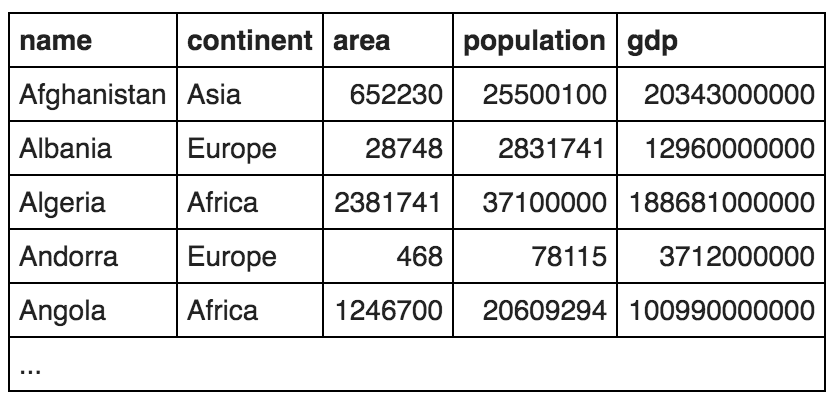 name continent area population gdp
Afghanistan Asia 652230 25500100 20343000000
Albania Europe 28748 2831741 12960000000
Algeria Africa 2381741 37100000 188681000000
Andorra Europe 468 78115 3712000000
Angola Africa 1246700 20609294 100990000000
...